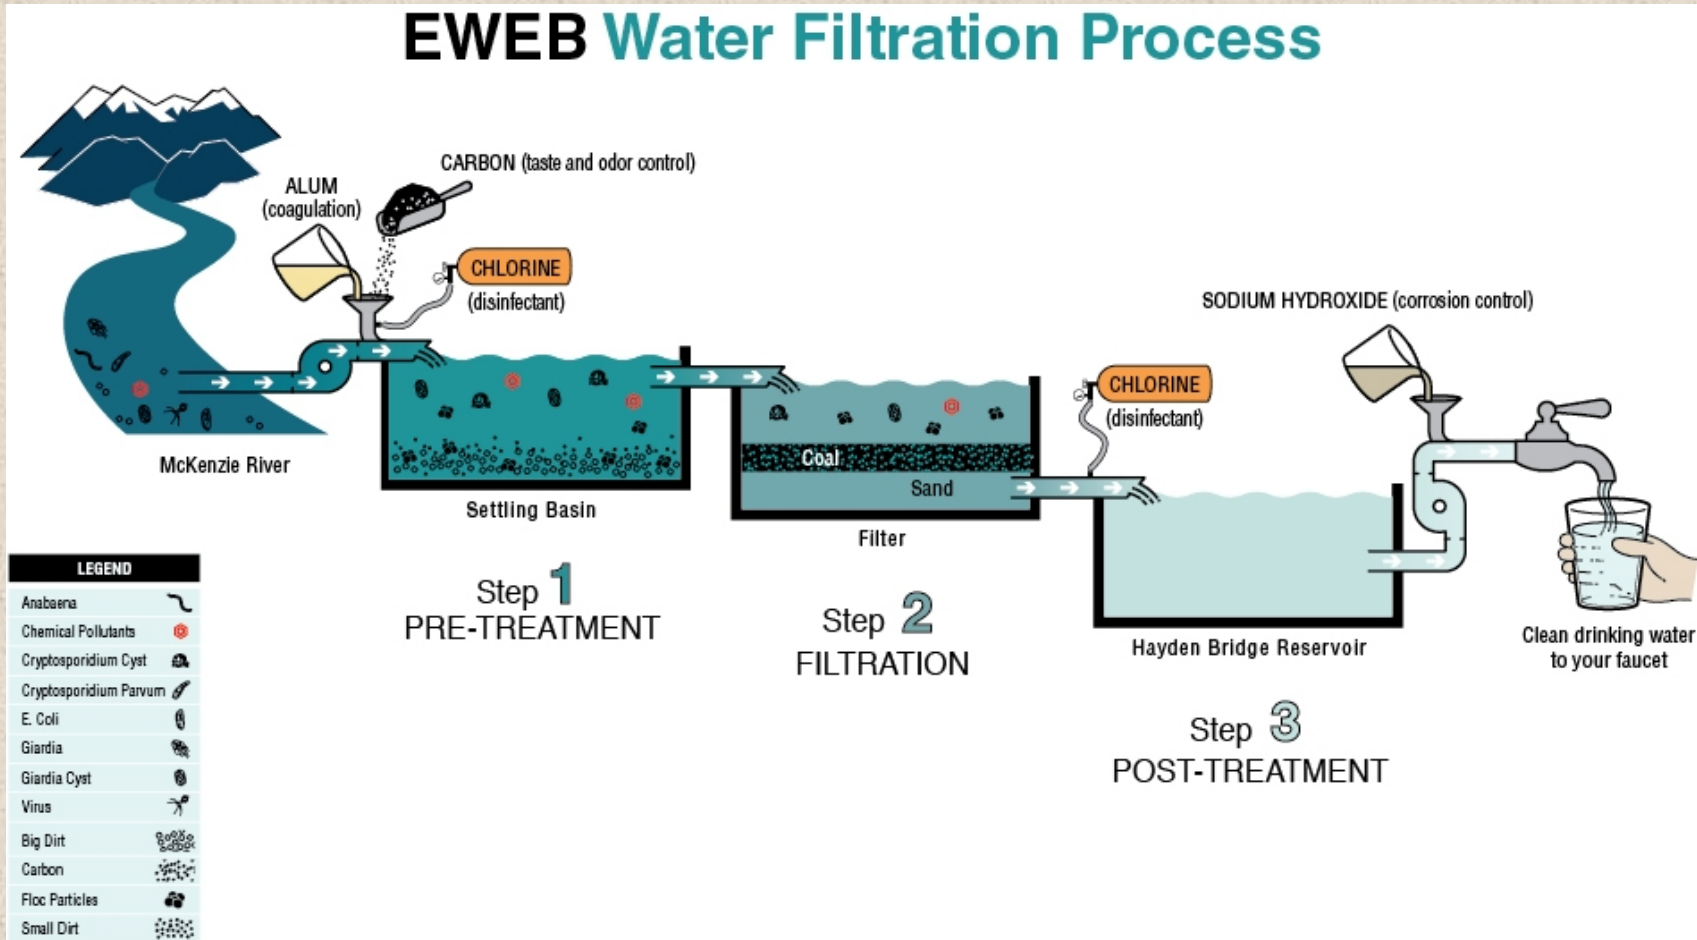 EWEB Water Filtration Process
CARBON (taste and odor control)
ALUM
(coagulation)
CHLORINE
(disinfectant)
McKenzie River
Settling Basin
Step 1
PRE-TREATMENT
Coal
Sand
Filter
Step 2
FILTRATION
CHLORINE
(disinfectant)
Hayden Bridge Reservoir
Step 3
POST-TREATMENT
SODIUM HYDROXIDE (corrosion control)
Clean drinking water
to your faucet
LEGEND
Anabaena
Chemical Pollutants
Cryptosporidium Cyst
Cryptosporidium Parvum
E. Coli
Giardia
Giardia Cyst
Virus
Big Dirt
Carbon
Floc Particles
Small Dirt